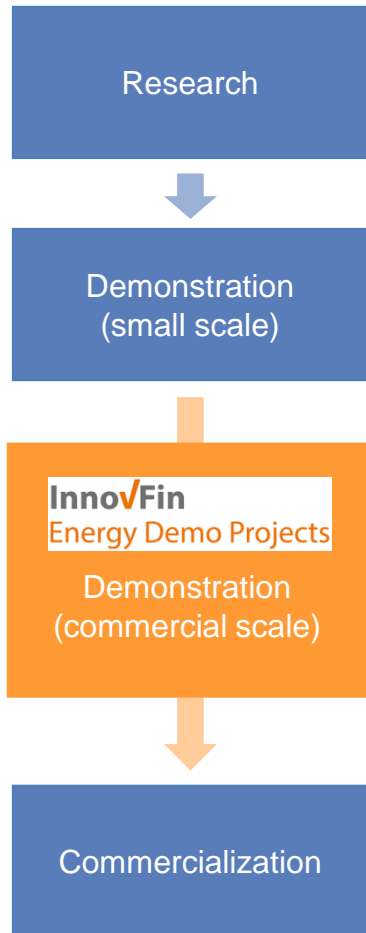 Research
Demonstration
(small scale)
InnovFin
Energy Demo Projects
Demonstration
(commercial scale)
Commercialization